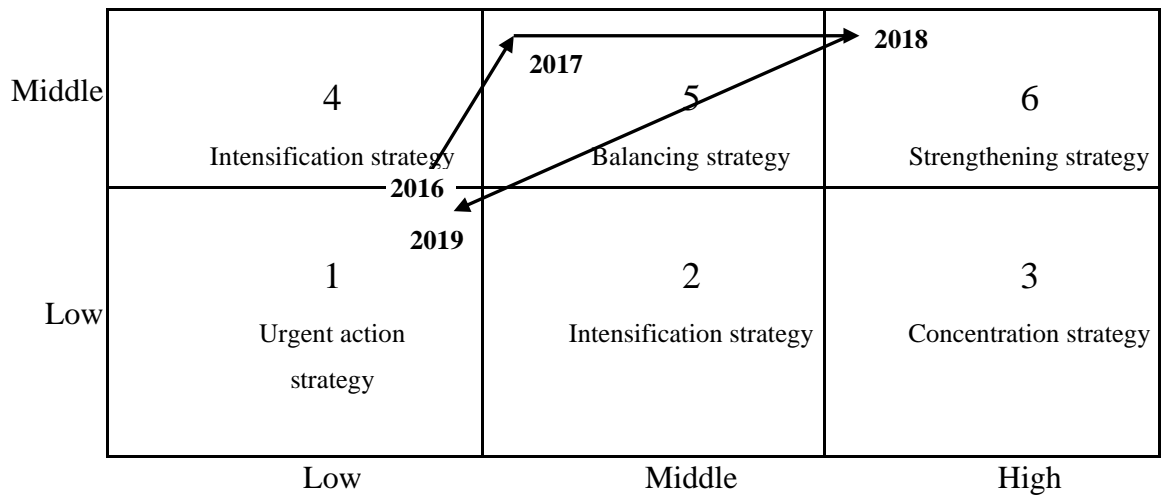 2018
2017
Middle
4
5
6
Intensification strategy
Balancing strategy
Strengthening strategy
2016
2019
1
2
3
Low
Urgent action
strategy
Intensification strategy
Concentration strategy
Low
Middle
High